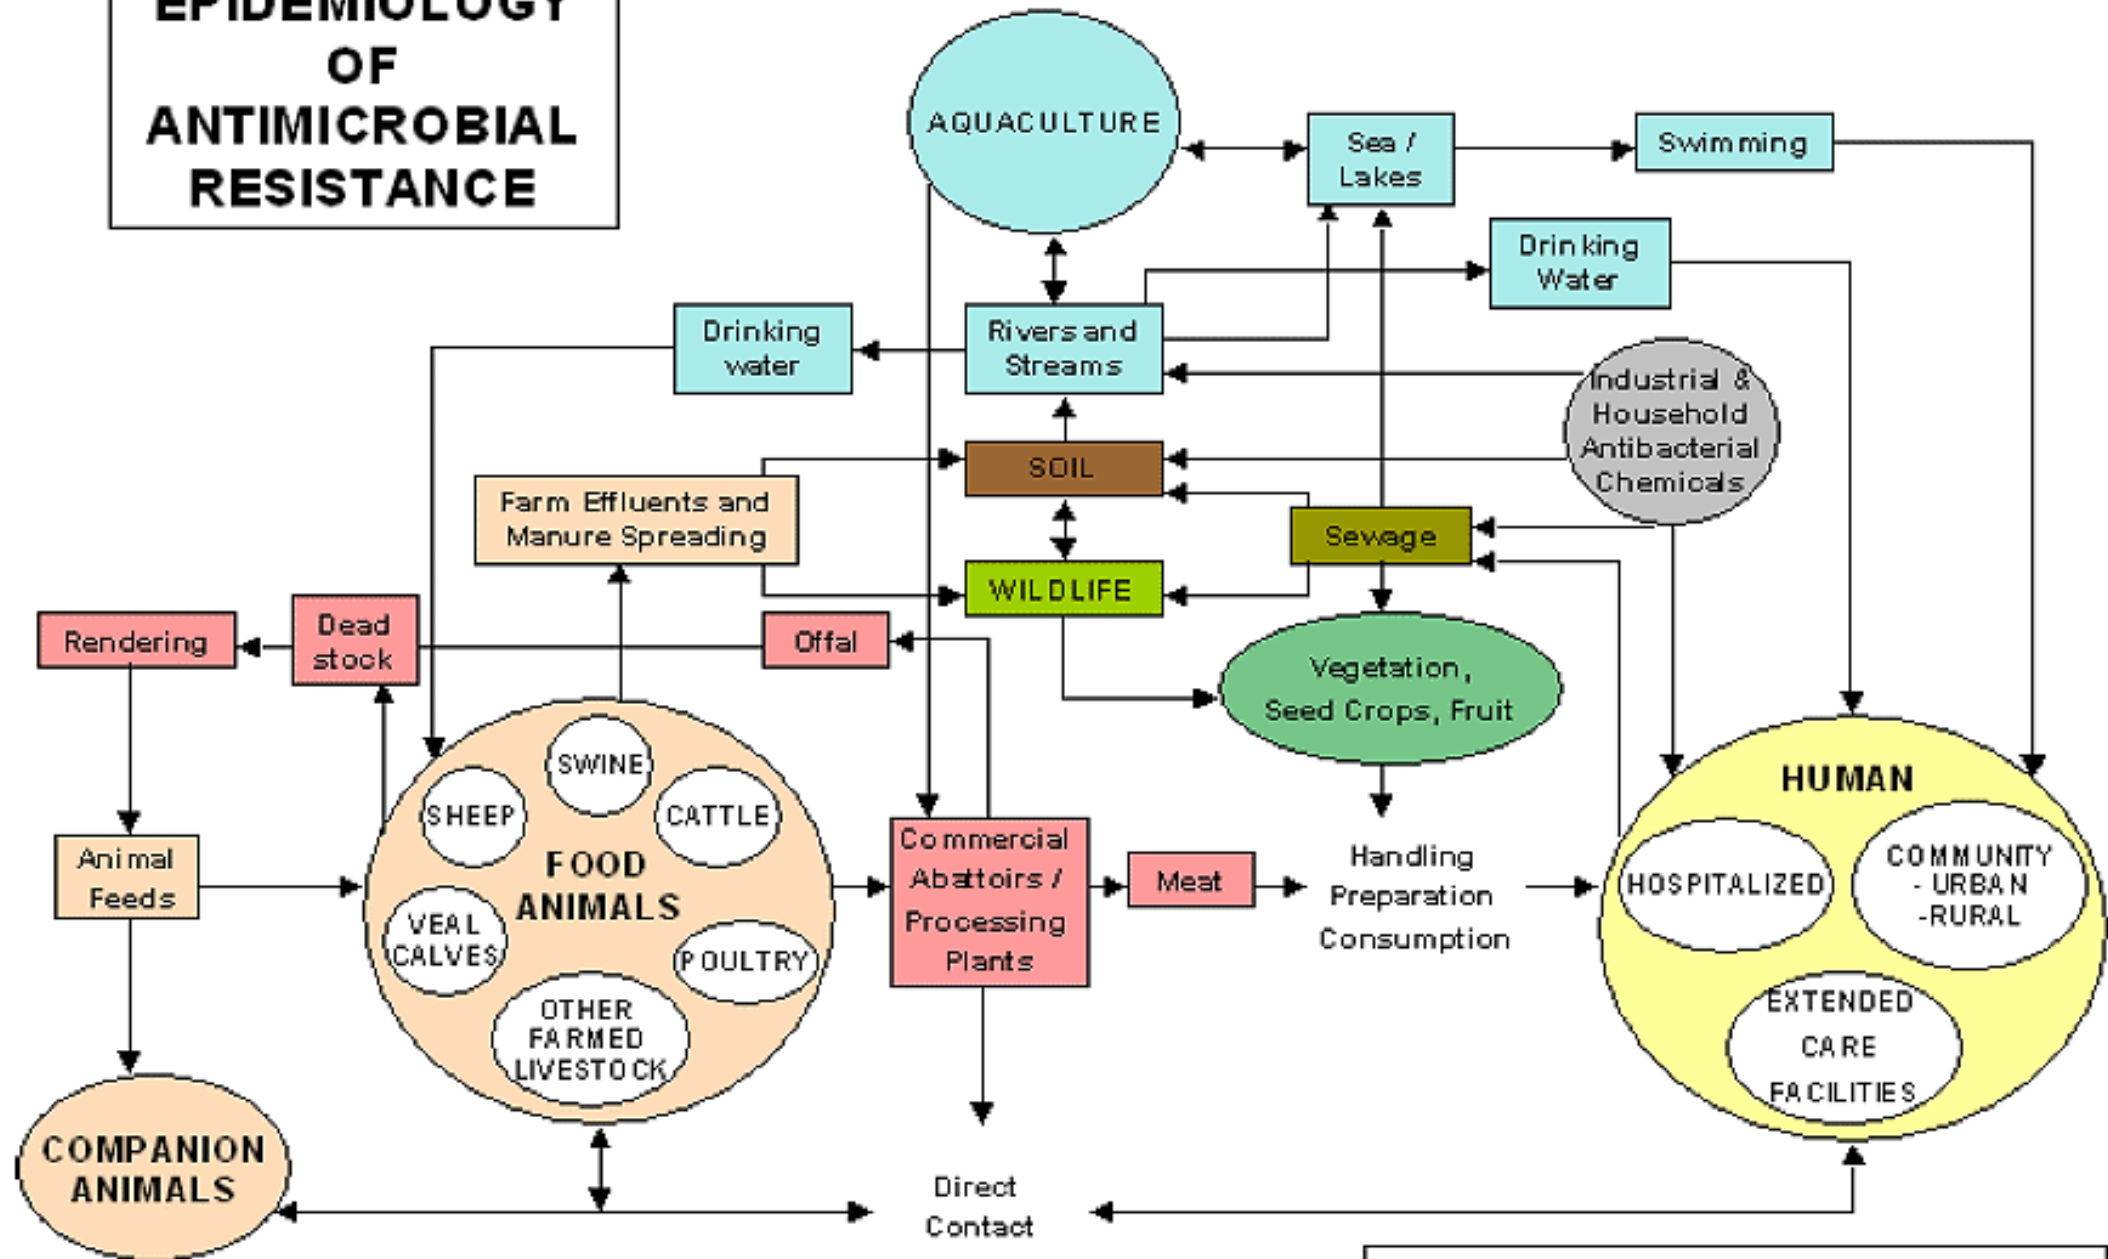 EPIDEMIOLOGY
OF
ANTIMICROBIAL
RESISTANCE
AQUACULTURE
Sea /
Lakes
Swimming
Drinking
Water
Drinking
water
Rivers and
Streams
Industrial &
Household
Antibacterial
Chemicals
SOIL
Farm Effluents and
Manure Spreading
Sewage
WILDLIFE
Rendering
Dead
stock
Offal
Vegetation,
Seed Crops, Fruit
SWINE
SHEEP
CATTLE
FOOD
ANIMALS
VEAL
CALVES
POULTRY
OTHER
FARMED
LIVESTOCK
Animal
Feeds
Commercial
Abattoirs /
Processing
Plants
Meat
Handling
Preparation
Consumption
HUMAN
HOSPITALIZED
COMMUNITY
- URBAN
-RURAL
EXTENDED
CARE
FACILITIES
COMPANION
ANIMALS
Direct
Contact